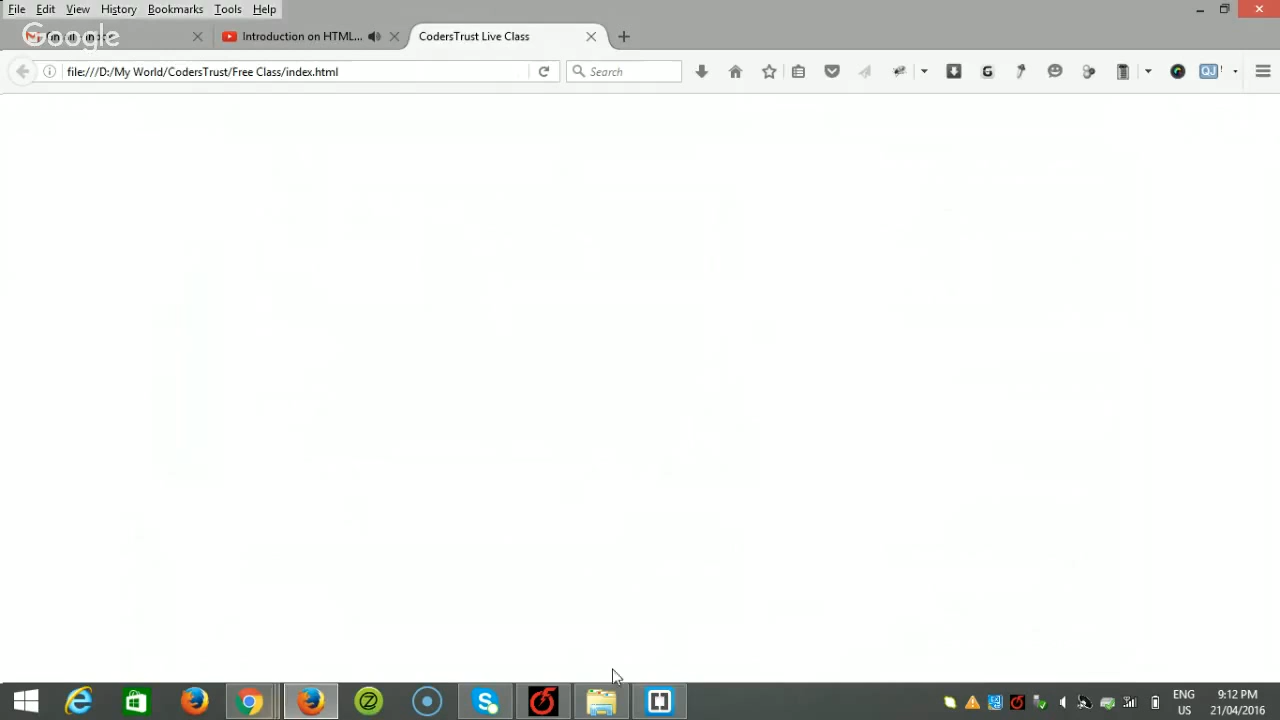 File Edit View History Bookmarks Tools Help
Google
Introduction on HTML...
CodersTrust Live Class
file:///D:/My World/CodersTrust/Free Class/index.html
Search
G
QJ
ENG
US
9:12 PM
21/04/2016